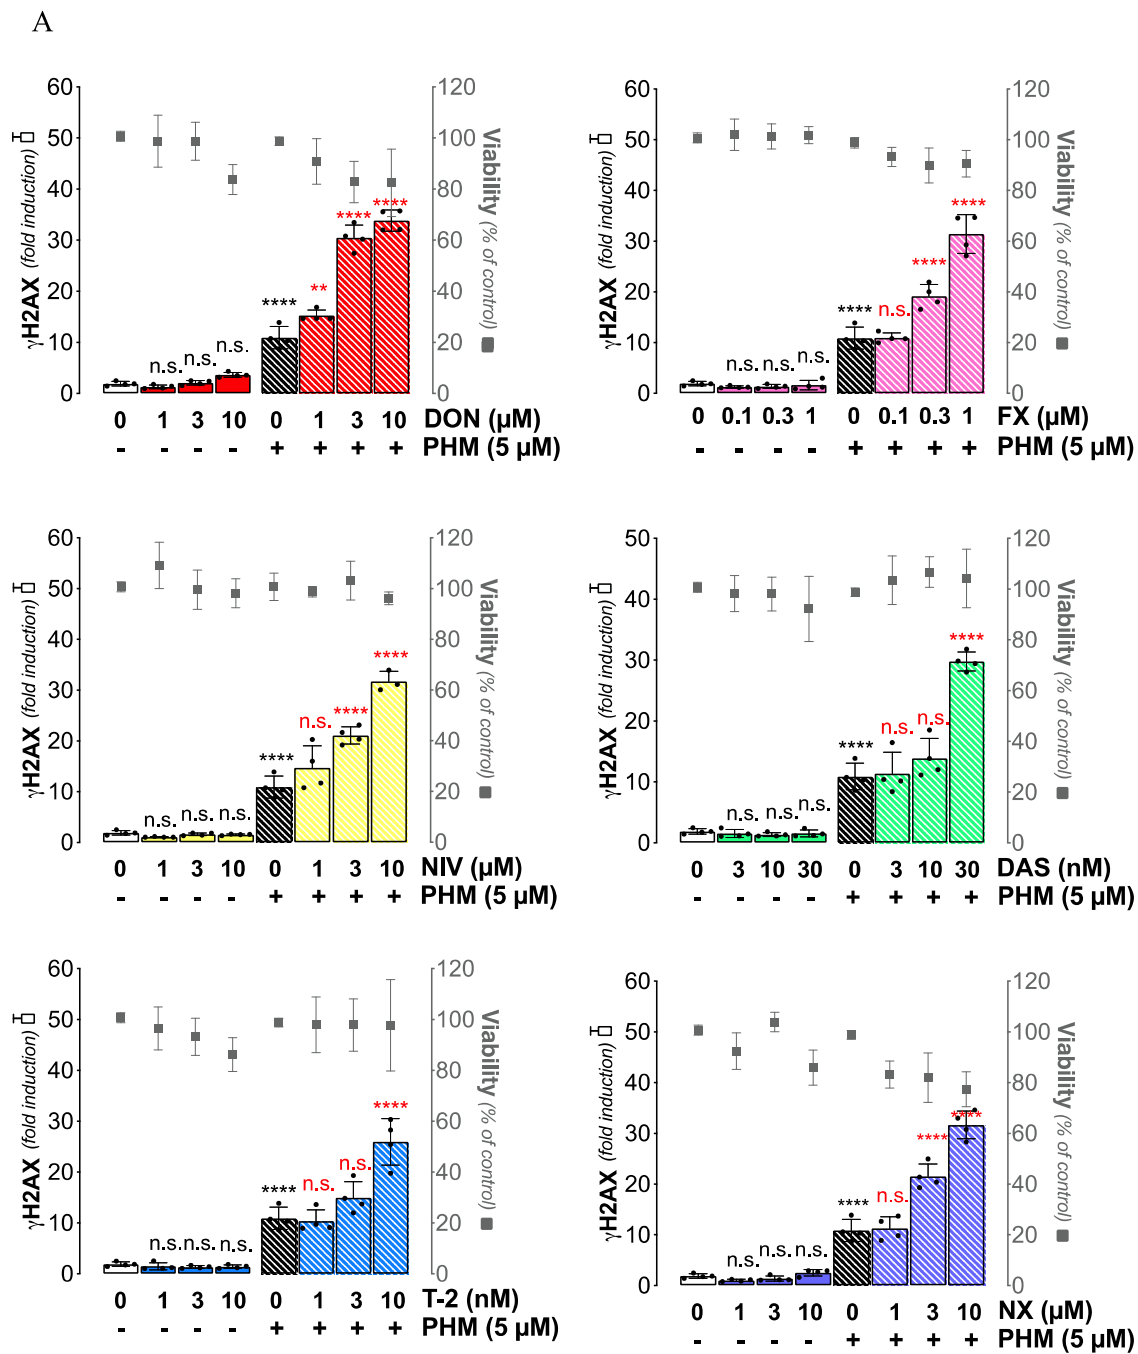 A
60 50 40 30 20 10 0
γH2AX (fold induction)
120 100 80 60 40 20 0
Viability (% of control)
n.s. n.s. n.s. **** ** **** ****
0 1 3 10 0 1 3 10 DON (μM)
- - - - + + + + PHM (5 μM)
60 50 40 30 20 10 0
γH2AX (fold induction)
120 100 80 60 40 20 0
Viability (% of control)
n.s. n.s. n.s. **** n.s. **** ****
0 0.1 0.3 1 0 0.1 0.3 1 FX (μM)
- - - - + + + + PHM (5 μM)
60 50 40 30 20 10 0
γH2AX (fold induction)
120 100 80 60 40 20 0
Viability (% of control)
n.s. n.s. n.s. **** n.s. **** ****
0 1 3 10 0 1 3 10 NIV (μM)
- - - - + + + + PHM (5 μM)
50 40 30 20 10 0
γH2AX (fold induction)
120 100 80 60 40 20 0
Viability (% of control)
n.s. n.s. n.s. **** n.s. n.s. ****
0 3 10 30 0 3 10 30 DAS (nM)
- - - - + + + + PHM (5 μM)
60 50 40 30 20 10 0
γH2AX (fold induction)
120 100 80 60 40 20 0
Viability (% of control)
n.s. n.s. n.s. **** n.s. n.s. ****
0 1 3 10 0 1 3 10 T-2 (nM)
- - - - + + + + PHM (5 μM)
60 50 40 30 20 10 0
γH2AX (fold induction)
120 100 80 60 40 20 0
Viability (% of control)
n.s. n.s. n.s. **** n.s. **** ****
0 1 3 10 0 1 3 10 NX (μM)
- - - - + + + + PHM (5 μM)